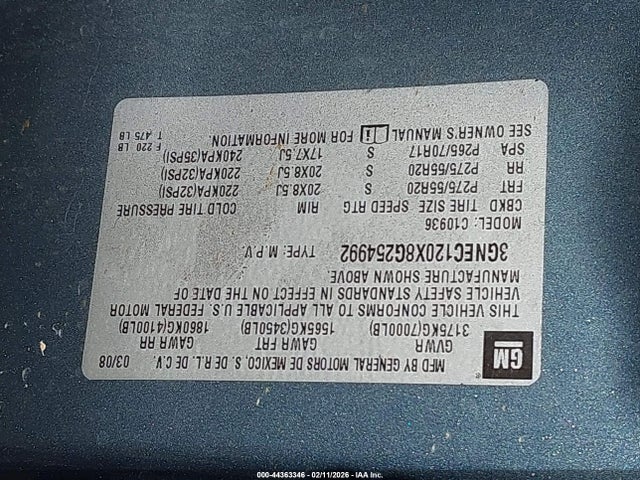 GM
MFD BY GENERAL MOTORS DE MEXICO, S. DE R.L. DE C.V.
03/08
GVWR GAWR FRT GAWR RR
3175KG(7000LB) 1565KG(3450LB) 1860KG(4100LB)
THIS VEHICLE CONFORMS TO ALL APPLICABLE U.S. FEDERAL MOTOR
VEHICLE SAFETY STANDARDS IN EFFECT ON THE DATE OF
MANUFACTURE SHOWN ABOVE.
3GNEC120X8G254992 TYPE: M.P.V.
MODEL: C10936
CBKD TIRE SIZE SPEED RTG RIM COLD TIRE PRESSURE
FRT P275/55R20 S 20X8.5J 220KPA(32PSI)
RR P275/55R20 S 20X8.5J 220KPA(32PSI)
SPA P265/70R17 S 17X7.5J 240KPA(35PSI)
SEE OWNER'S MANUAL FOR MORE INFORMATION.
F 220 LB
T 475 LB
000-44363346 - 02/11/2026 - IAA Inc.